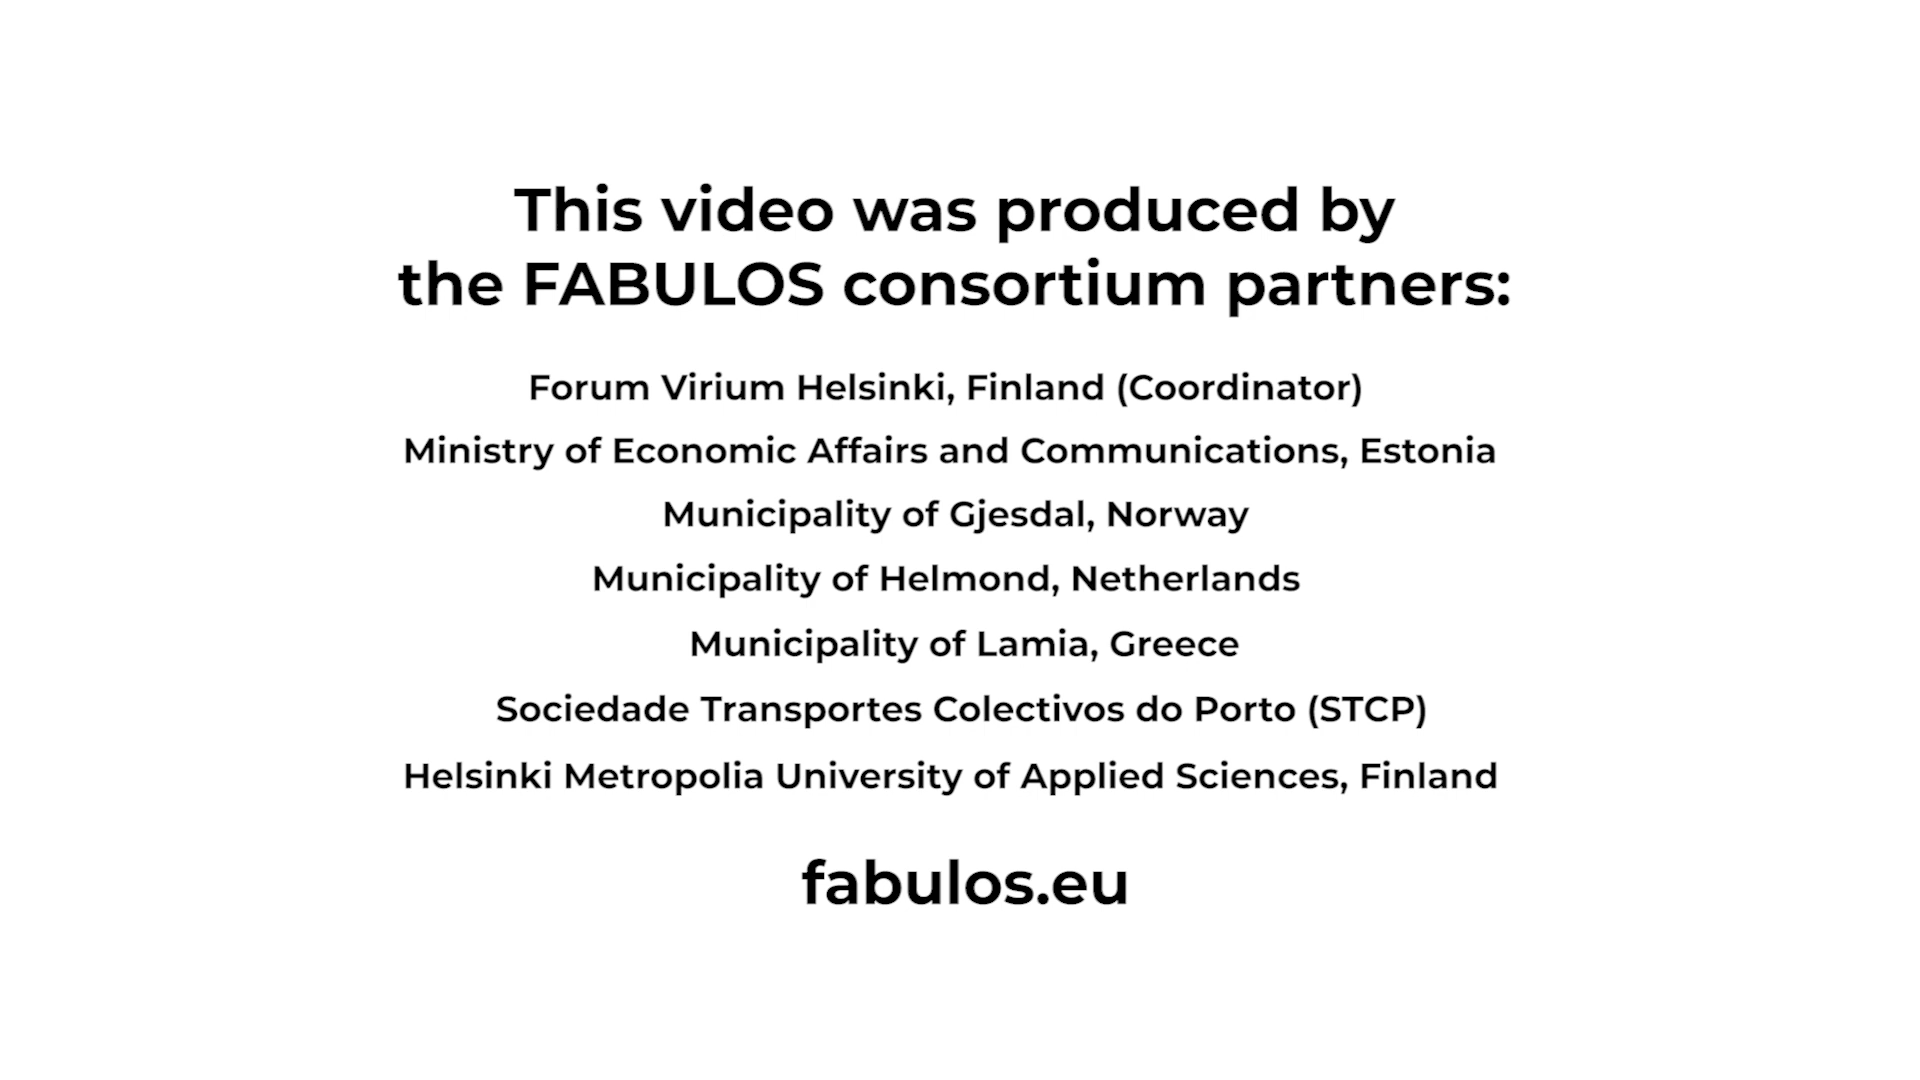 This video was produced by
the FABULOS consortium partners:
Forum Virium Helsinki, Finland (Coordinator)
Ministry of Economic Affairs and Communications, Estonia
Municipality of Gjesdal, Norway
Municipality of Helmond, Netherlands
Municipality of Lamia, Greece
Sociedade Transportes Colectivos do Porto (STCP)
Helsinki Metropolia University of Applied Sciences, Finland
fabulos.eu